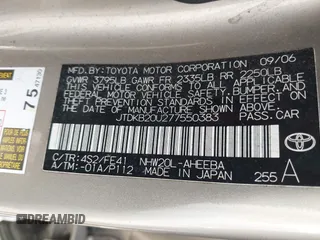 MFD. BY: TOYOTA MOTOR CORPORATION 09/06
GVWR 3795LB GAWR FR 2335LB RR 2250LB
THIS VEHICLE CONFORMS TO ALL APPLICABLE
FEDERAL MOTOR VEHICLE SAFETY, BUMPER,
AND THEFT PREVENTION STANDARDS IN EFFECT
ON THE DATE OF MANUFACTURE SHOWN ABOVE.
JTDKB20U277550383 PASS.CAR
C/TR: 4S2/FE41 NHW20L-AHEEBA
A/TM: -01A/P112 MADE IN JAPAN 255 A
TOYOTA
75
© DREAMBID